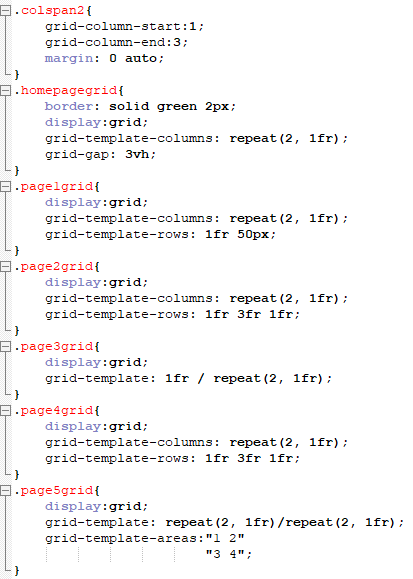 .colspan2{
grid-column-start:1;
grid-column-end:3;
margin: 0 auto;
}
.homepagegrid{
border: solid green 2px;
display:grid;
grid-template-columns: repeat(2, 1fr);
grid-gap: 3vh;
}
.page1grid{
display:grid;
grid-template-columns: repeat(2, 1fr);
grid-template-rows: 1fr 50px;
}
.page2grid{
display:grid;
grid-template-columns: repeat(2, 1fr);
grid-template-rows: 1fr 3fr 1fr;
}
.page3grid{
display:grid;
grid-template: 1fr / repeat(2, 1fr);
}
.page4grid{
display:grid;
grid-template-columns: repeat(2, 1fr);
grid-template-rows: 1fr 3fr 1fr;
}
.page5grid{
display:grid;
grid-template: repeat(2, 1fr)/repeat(2, 1fr);
grid-template-areas:"1 2"
"3 4";
}